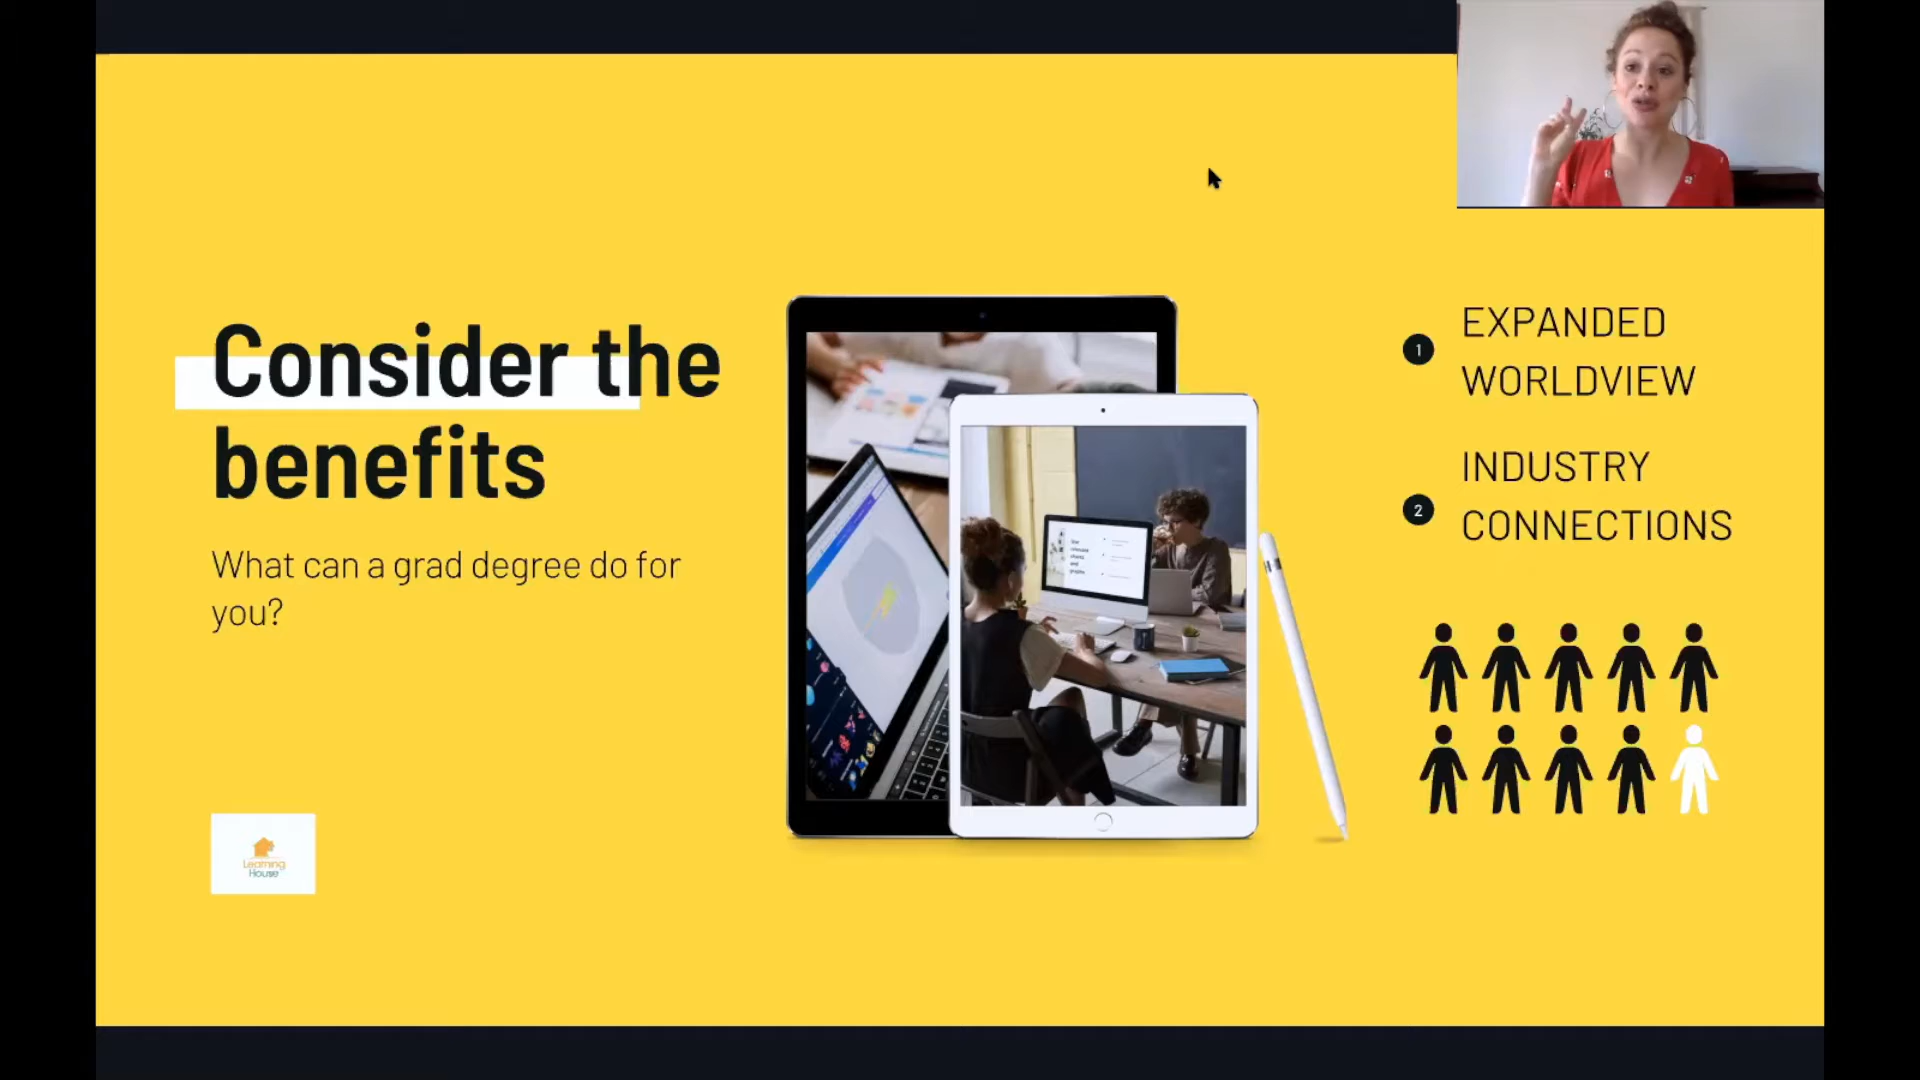 Consider the
benefits
What can a grad degree do for
you?
1
EXPANDED
WORLDVIEW
2
INDUSTRY
CONNECTIONS
Learning
House